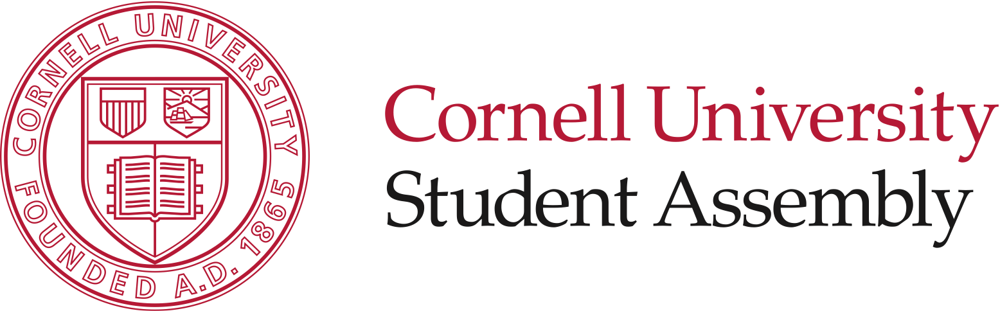 CORNELL UNIVERSITY
FOUNDED A.D. 1865
Cornell University
Student Assembly